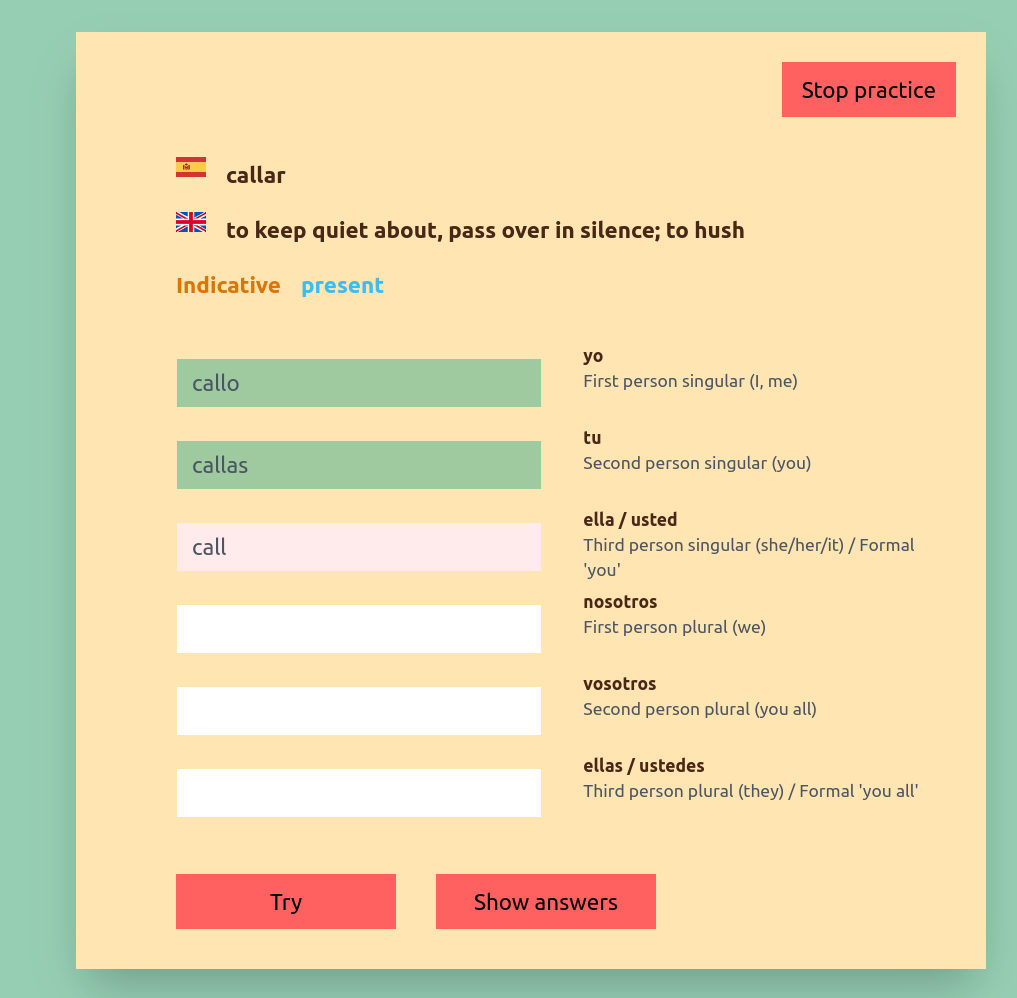 Stop practice
callar
to keep quiet about, pass over in silence; to hush
Indicative present
callo
yo
First person singular (I, me)
callas
tu
Second person singular (you)
call
ella / usted
Third person singular (she/her/it) / Formal
'you'
nosotros
First person plural (we)
vosotros
Second person plural (you all)
ellas / ustedes
Third person plural (they) / Formal 'you all'
Try
Show answers